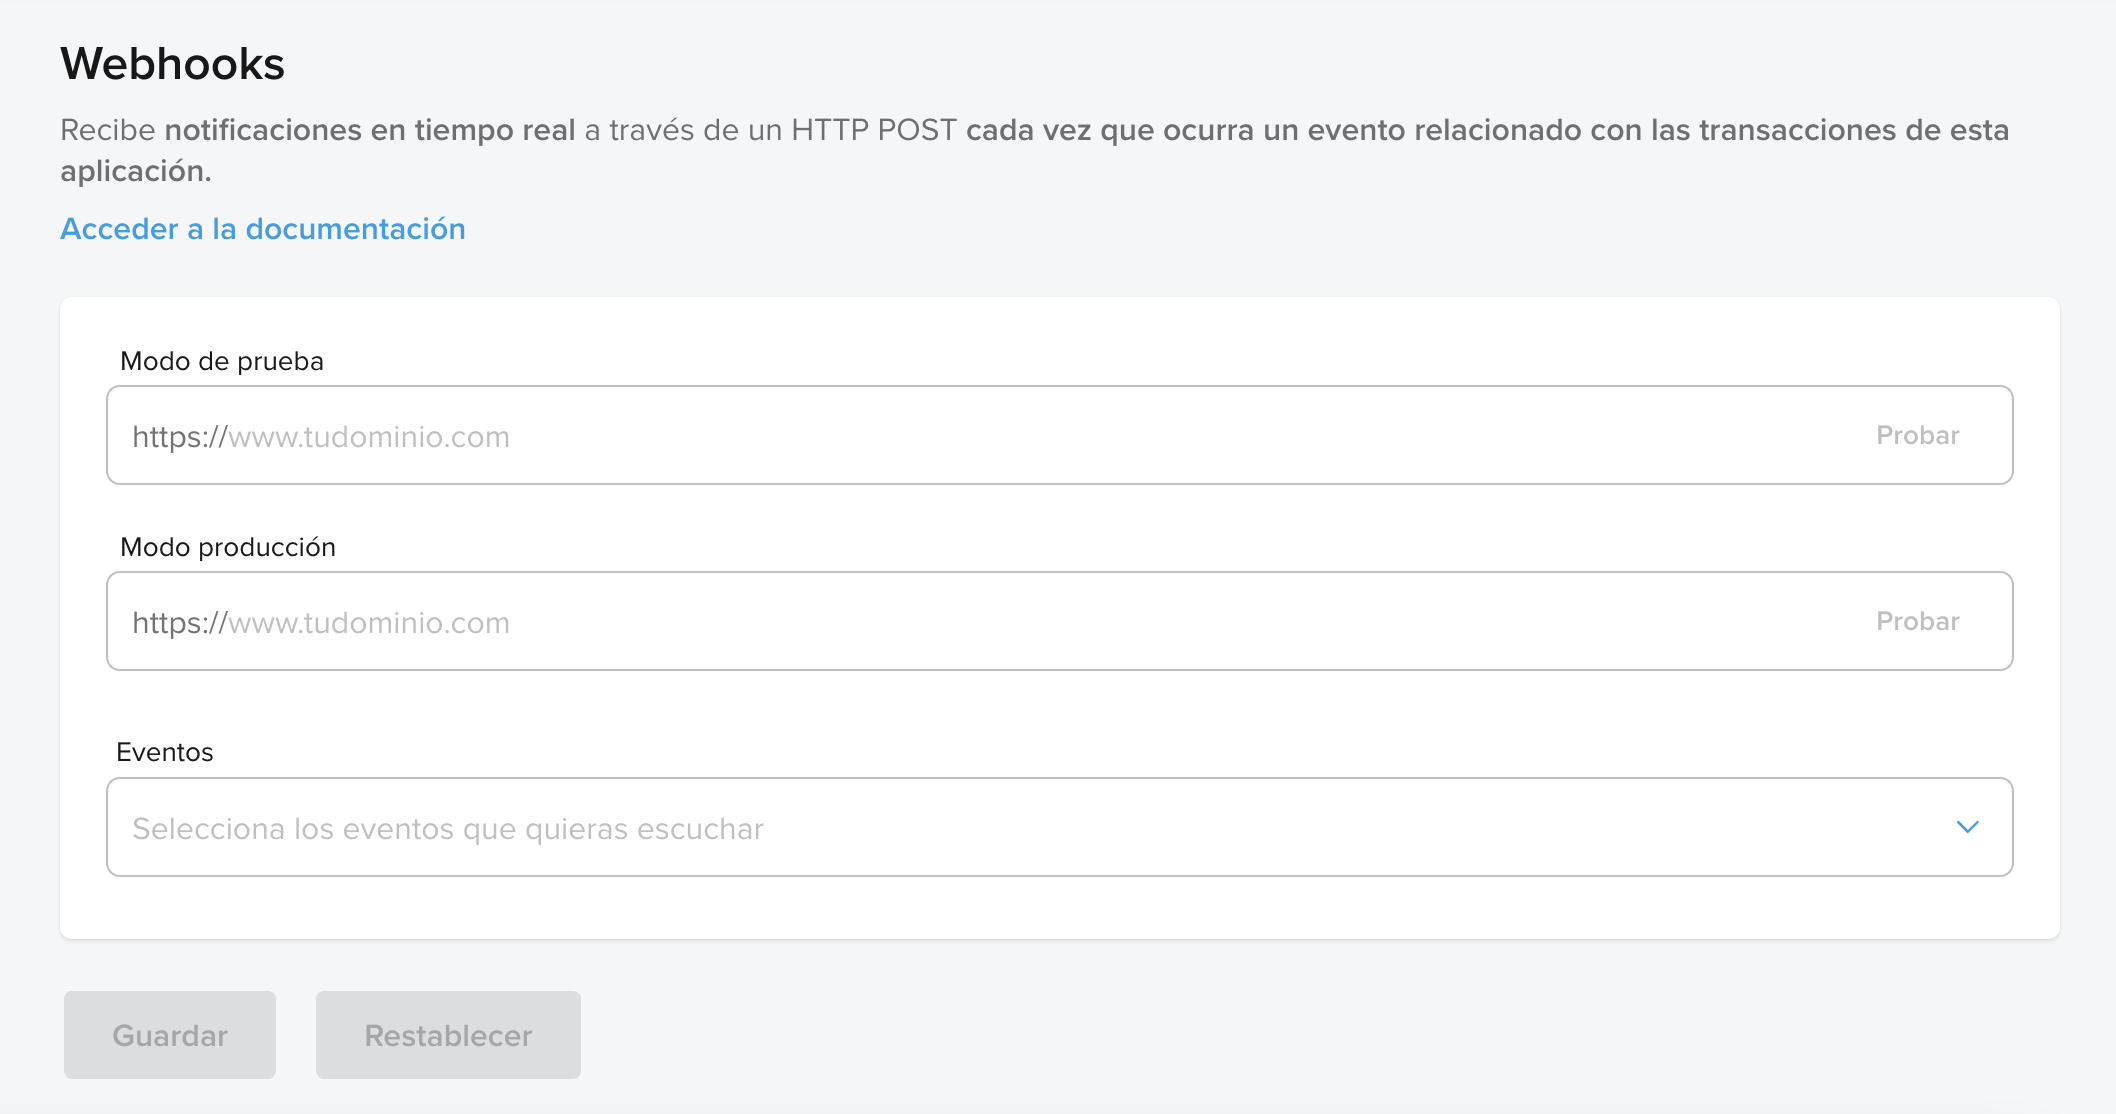 Webhooks
Recibe notificaciones en tiempo real a través de un HTTP POST cada vez que ocurra un evento relacionado con las transacciones de esta
aplicación.
Acceder a la documentación
Modo de prueba
https://www.tudominio.com Probar
Modo producción
https://www.tudominio.com Probar
Eventos
Selecciona los eventos que quieras escuchar
Guardar Restablecer